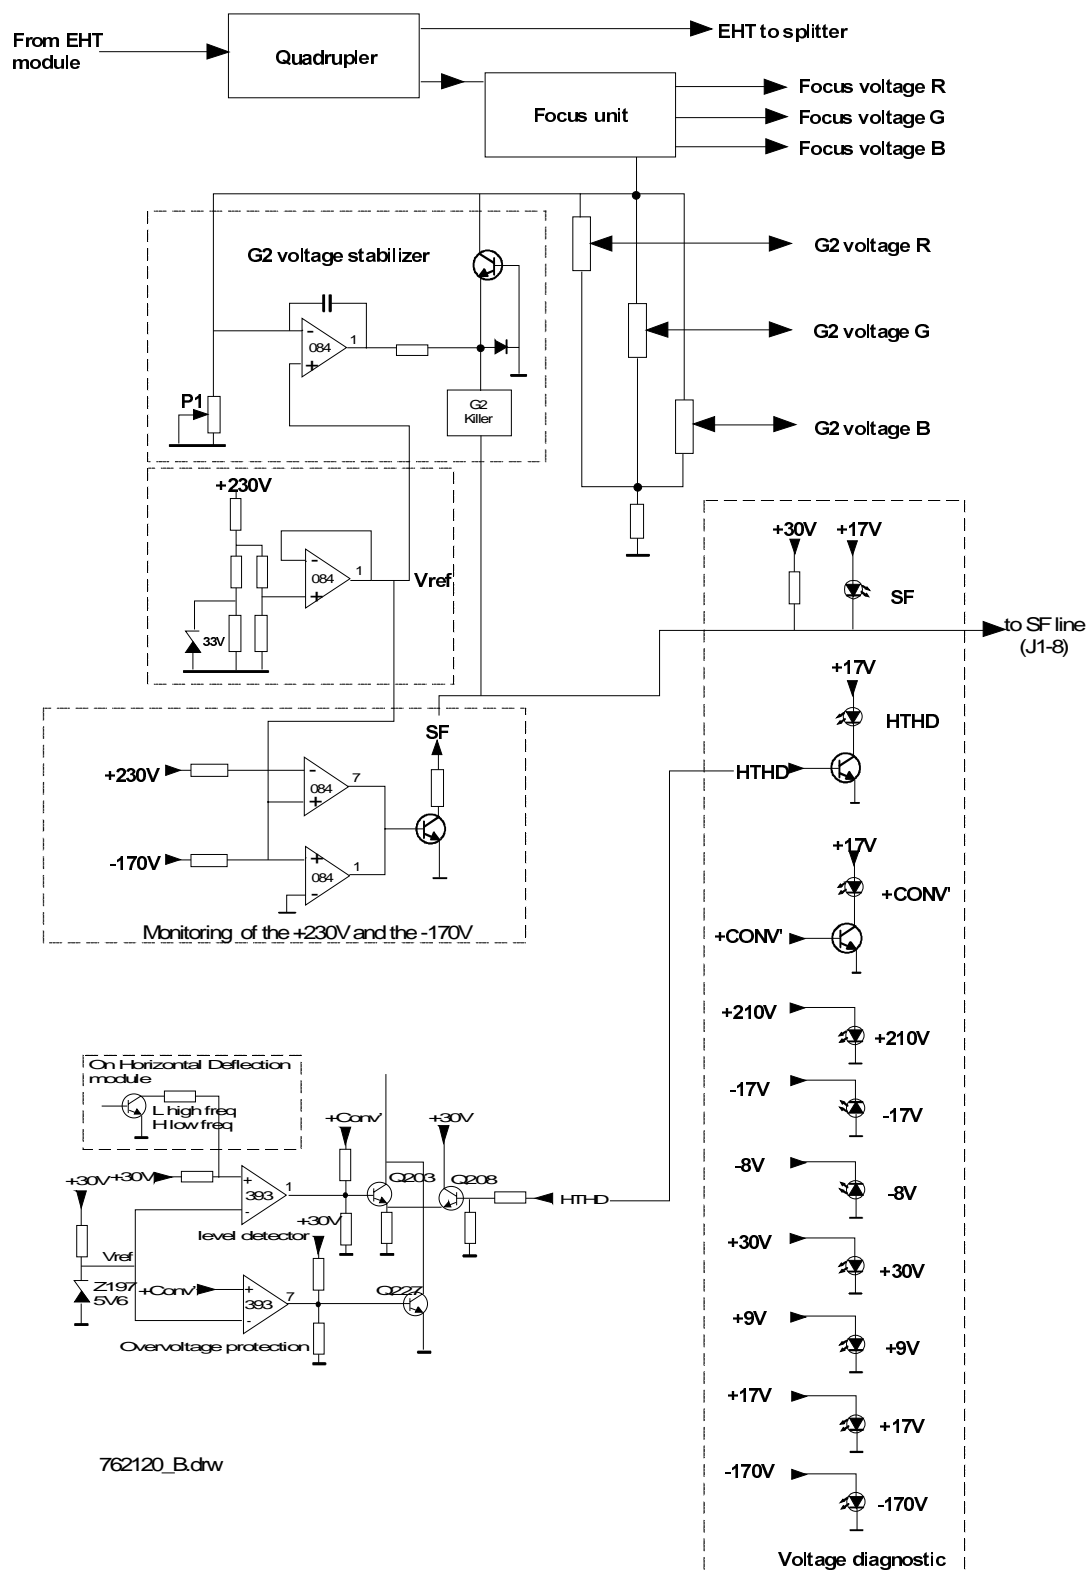 From EHT
module
Quadrupler
EHT to splitter
Focus unit
Focus voltage R
Focus voltage G
Focus voltage B
G2 voltage stabilizer
G2 voltage R
-
084
+
1
G2 voltage G
P1
G2
Killer
G2 voltage B
+230V
-
084
+
1
Vref
33V
+30V
+17V
SF
to SF line
(J1-8)
+17V
HTHD
HTHD
SF
+230V
-
084
+
7
-170V
+
084
-
1
Monitoring of the +230V and the -170V
+17V
+CONV'
+CONV'
+210V
+210V
-17V
-17V
-8V
-8V
+30V
+30V
+9V
+9V
+17V
+17V
-170V
-170V
Voltage diagnostic
On Horizontal Deflection
module
L high freq
H low freq
+Conv'
+30V
+30V
+30V
+
393
-
1
Q203
Q208
HTHD
level detector
+30V
Vref
Z197
5V6
+Conv'
+
393
-
7
Q227
Overvoltage protection
762120_B.drw